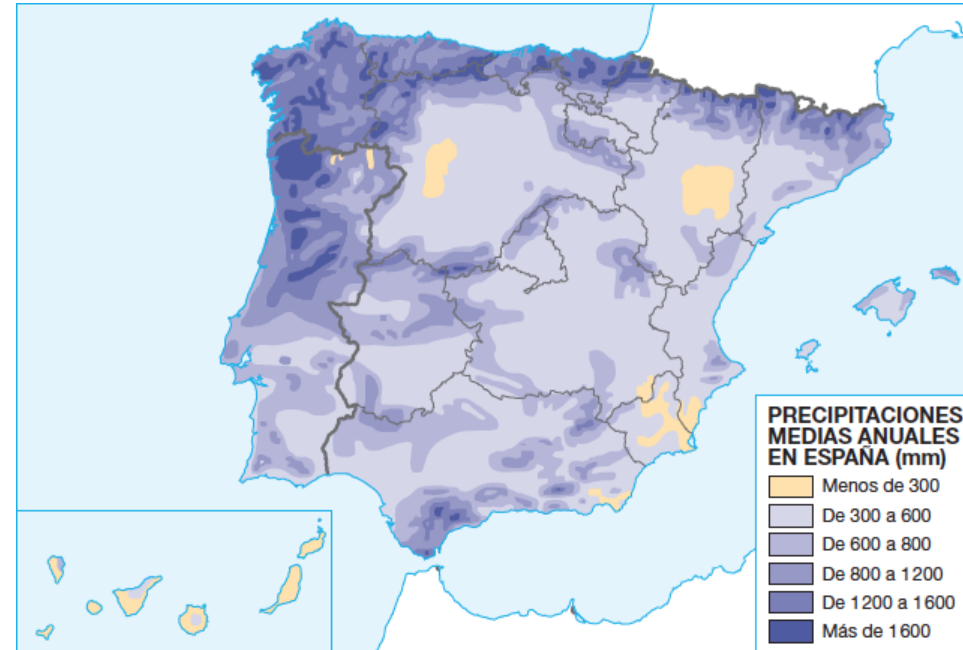 PRECIPITACIONES
MEDIAS ANUALES
EN ESPAÑA (mm)
Menos de 300
De 300 a 600
De 600 a 800
De 800 a 1200
De 1200 a 1600
Más de 1600